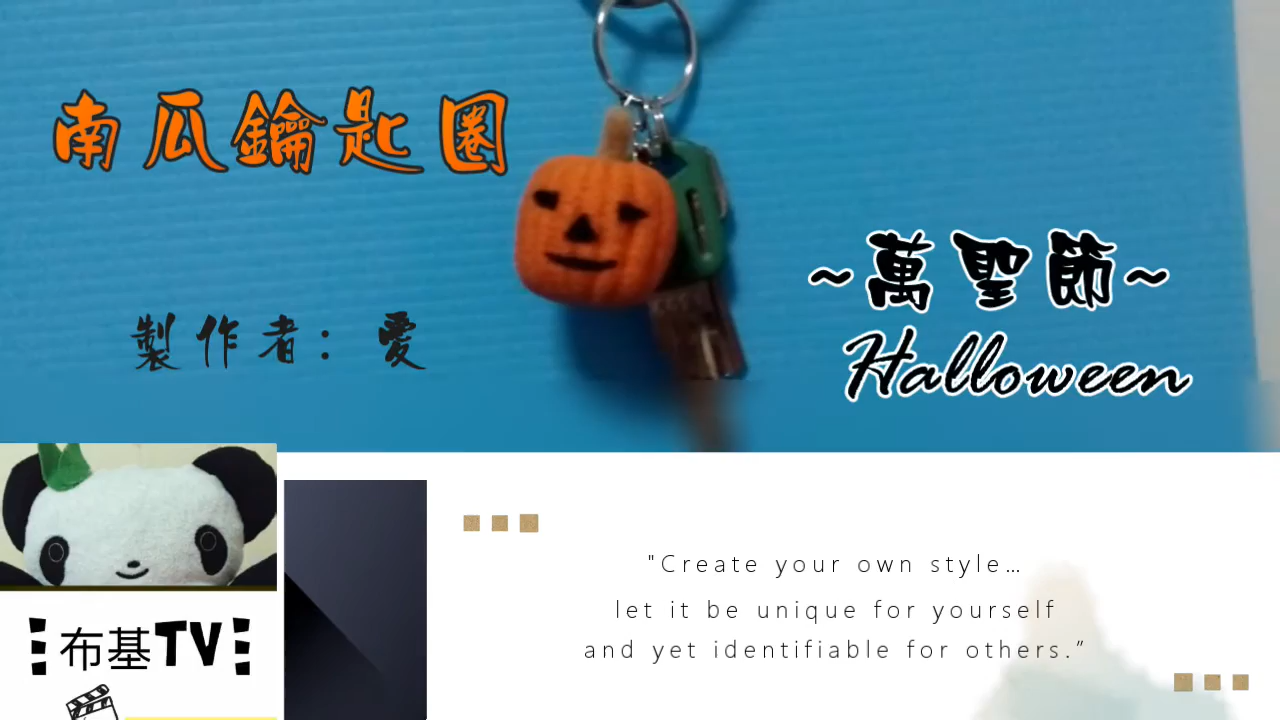 南瓜鑰匙圈
~萬聖節~
Halloween
製作者：愛
布基TV
"Create your own style…
let it be unique for yourself
and yet identifiable for others.”